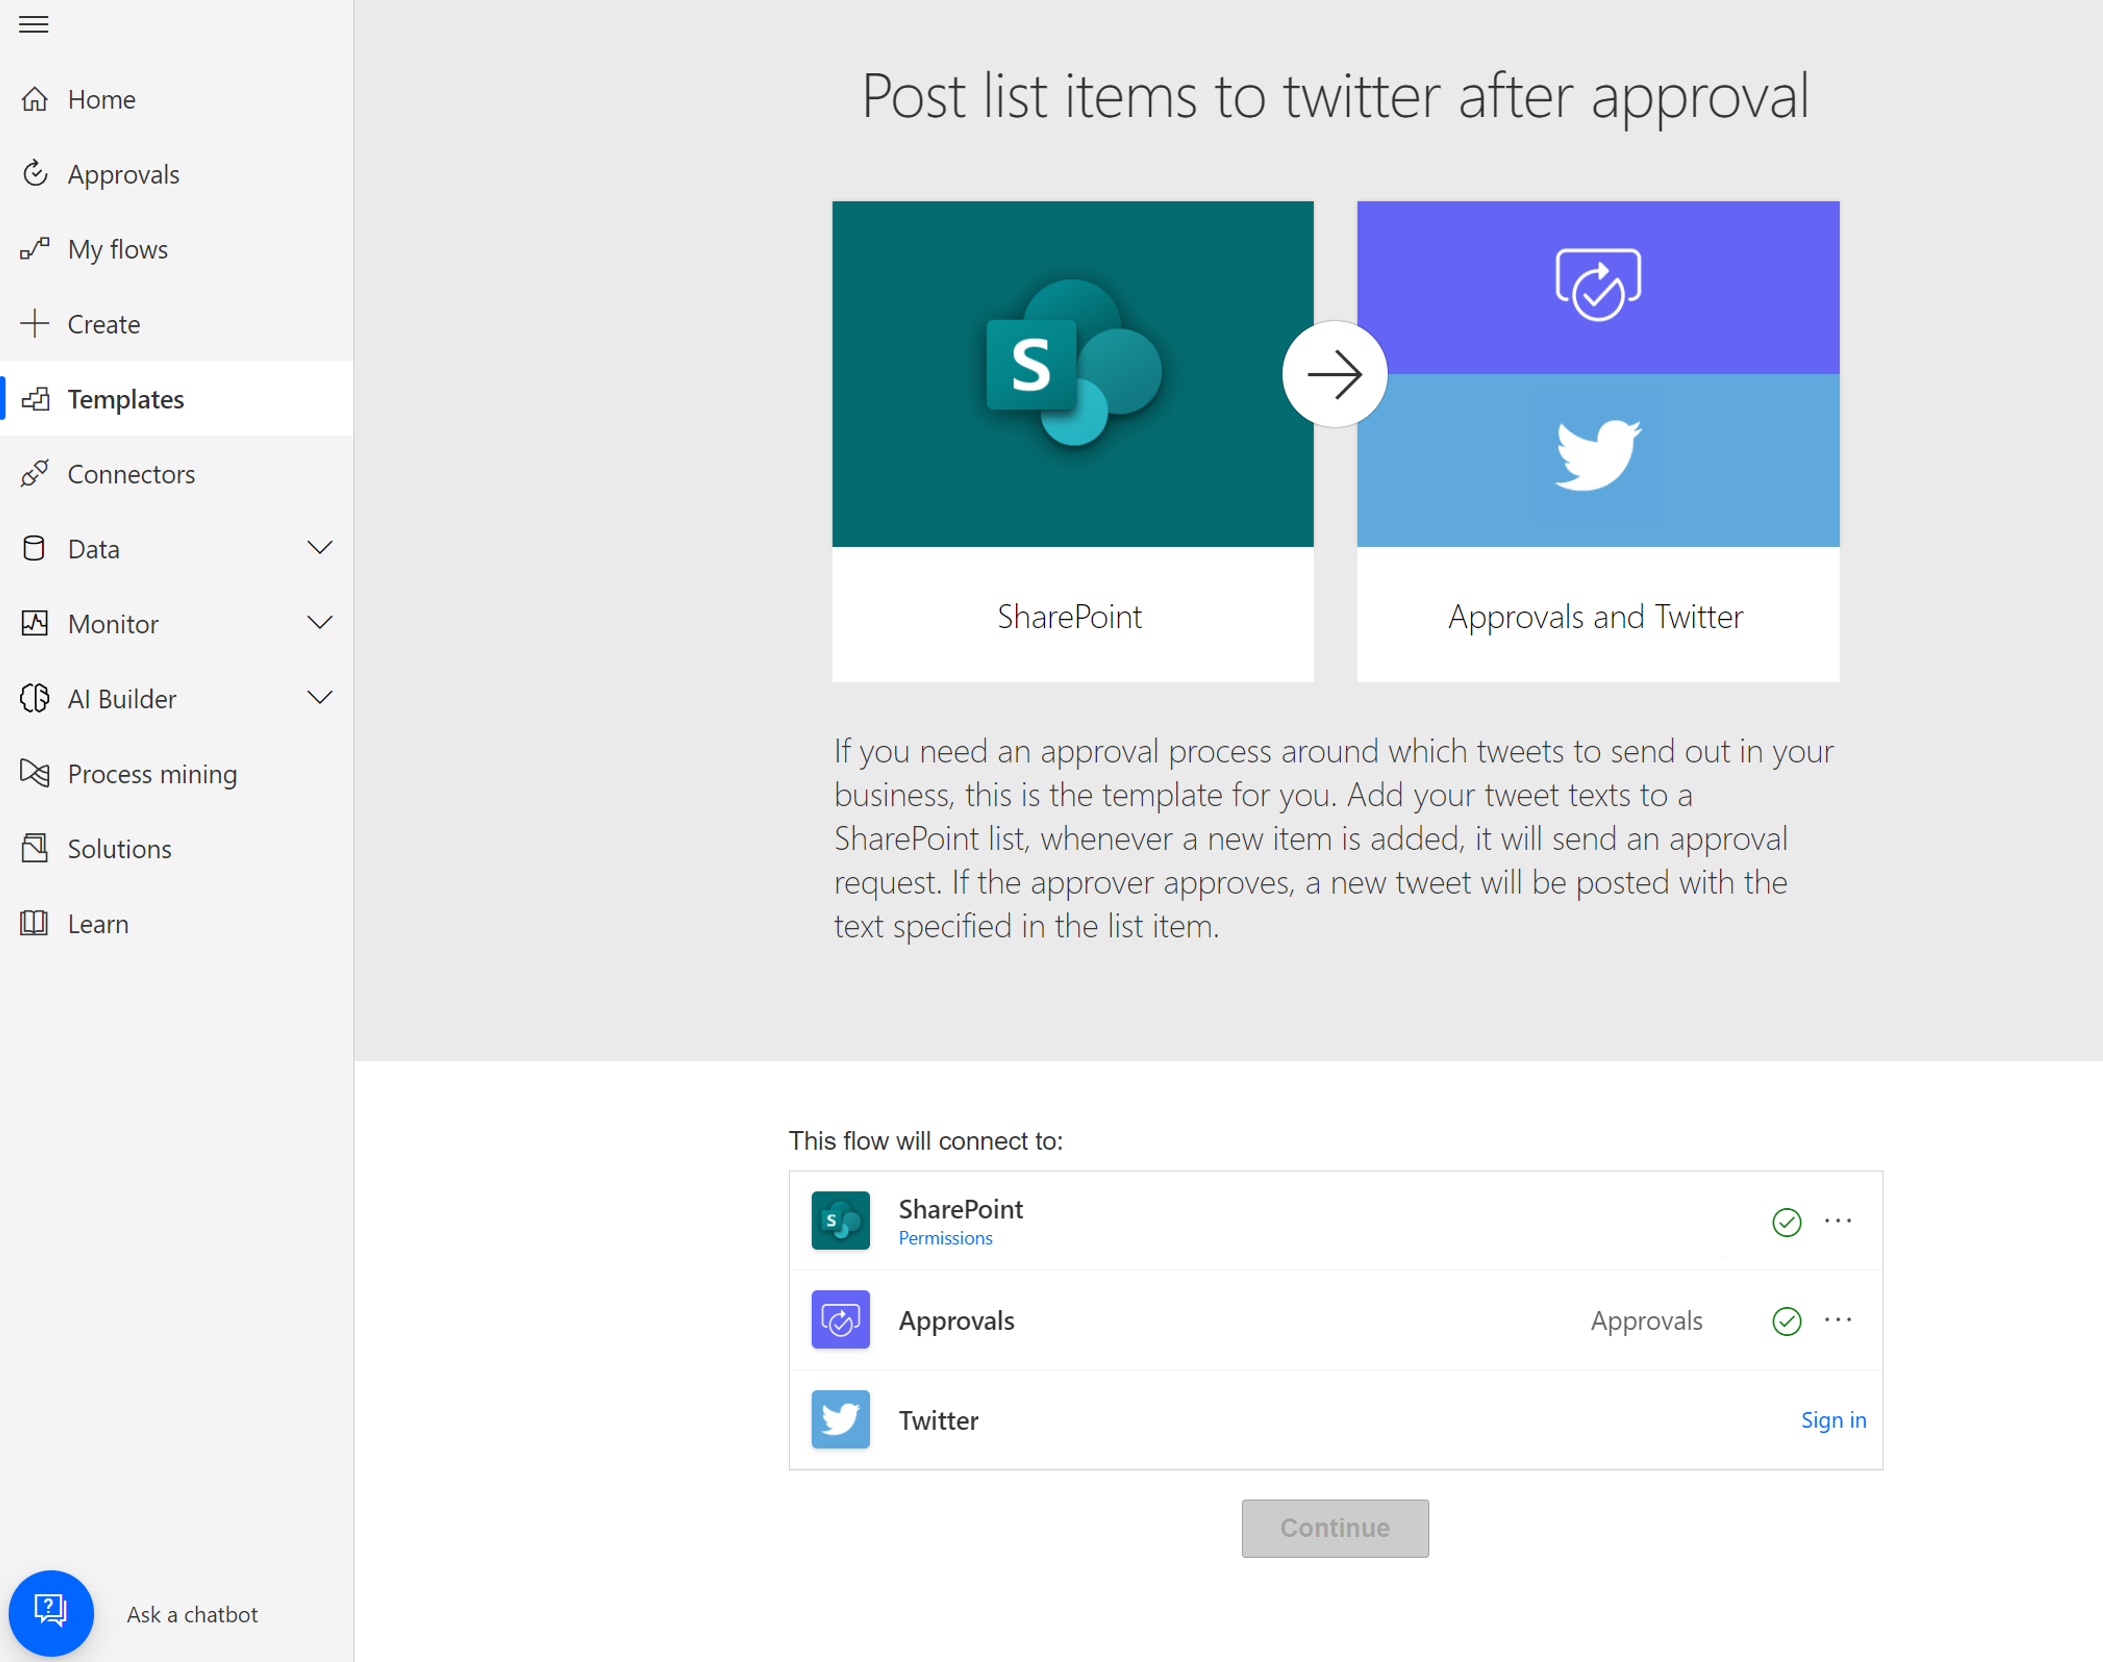 Home
Approvals
My flows
Create
Templates
Connectors
Data
Monitor
AI Builder
Process mining
Solutions
Learn
Ask a chatbot
Post list items to twitter after approval
S
SharePoint
Approvals and Twitter
If you need an approval process around which tweets to send out in your
business, this is the template for you. Add your tweet texts to a
SharePoint list, whenever a new item is added, it will send an approval
request. If the approver approves, a new tweet will be posted with the
text specified in the list item.
This flow will connect to:
S
SharePoint
Permissions
Approvals Approvals
Twitter Sign in
Continue